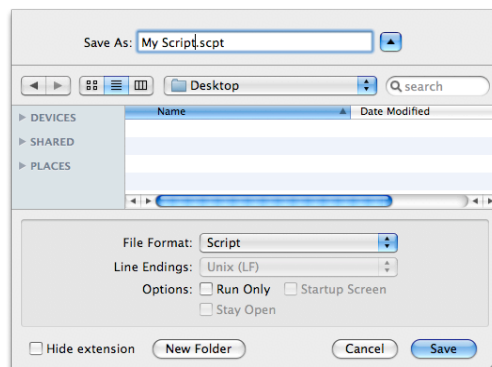 Save As: My Script.scpt
Desktop
search
Name Date Modified
DEVICES
SHARED
PLACES
File Format: Script
Line Endings: Unix (LF)
Options: Run Only Startup Screen
Stay Open
Hide extension New Folder Cancel Save